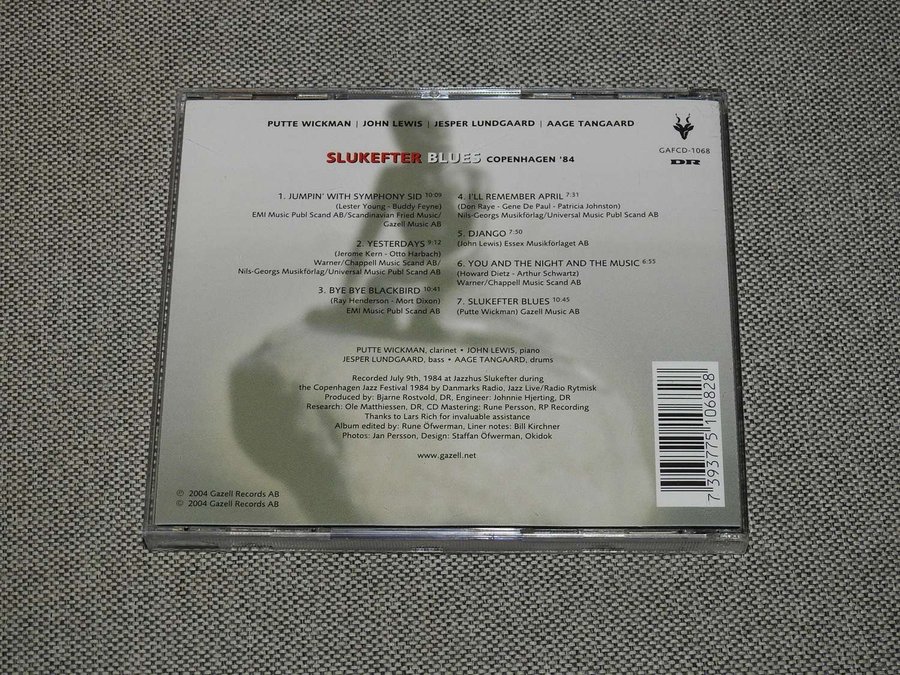 PUTTE WICKMAN | JOHN LEWIS | JESPER LUNDGAARD | AAGE TANGAARD
GAFCD-1068
DR
SLUKEFTER BLUES COPENHAGEN '84
1. JUMPIN' WITH SYMPHONY SID 10:09
(Lester Young - Buddy Feyne)
EMI Music Publ Scand AB/Scandinavian Fried Music/
Gazell Music AB
2. YESTERDAYS 9:12
(Jerome Kern - Otto Harbach)
Warner/Chappell Music Scand AB/
Nils-Georgs Musikförlag/Universal Music Publ Scand AB
3. BYE BYE BLACKBIRD 10:41
(Ray Henderson - Mort Dixon)
EMI Music Publ Scand AB
4. I'LL REMEMBER APRIL 7:31
(Don Raye - Gene De Paul - Patricia Johnston)
Nils-Georgs Musikförlag/Universal Music Publ Scand AB
5. DJANGO 7:50
(John Lewis) Essex Musikförlaget AB
6. YOU AND THE NIGHT AND THE MUSIC 6:55
(Howard Dietz - Arthur Schwartz)
Warner/Chappell Music Scand AB
7. SLUKEFTER BLUES 10:45
(Putte Wickman) Gazell Music AB
PUTTE WICKMAN, clarinet • JOHN LEWIS, piano
JESPER LUNDGAARD, bass • AAGE TANGAARD, drums
Recorded July 9th, 1984 at Jazzhus Slukefter during
the Copenhagen Jazz Festival 1984 by Danmarks Radio, Jazz Live/Radio Rytmisk
Produced by: Bjarne Rostvold, DR, Engineer: Johnnie Hjerting, DR
Research: Ole Matthiessen, DR, CD Mastering: Rune Persson, RP Recording
Thanks to Lars Rich for invaluable assistance
Album edited by: Rune Öfwerman, Liner notes: Bill Kirchner
Photos: Jan Persson, Design: Staffan Öfwerman, Okidok
www.gazell.net
℗ 2004 Gazell Records AB
© 2004 Gazell Records AB
7393775106828